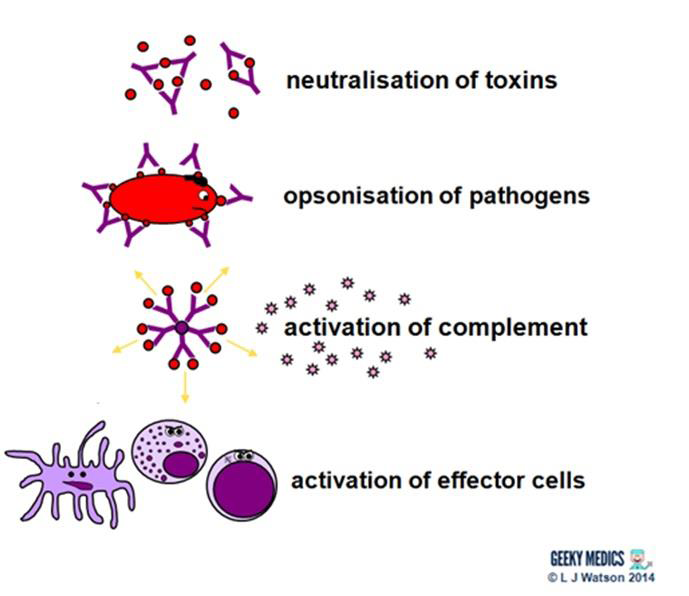 neutralisation of toxins
opsonisation of pathogens
activation of complement
activation of effector cells
GEEKY MEDICS
© L J Watson 2014